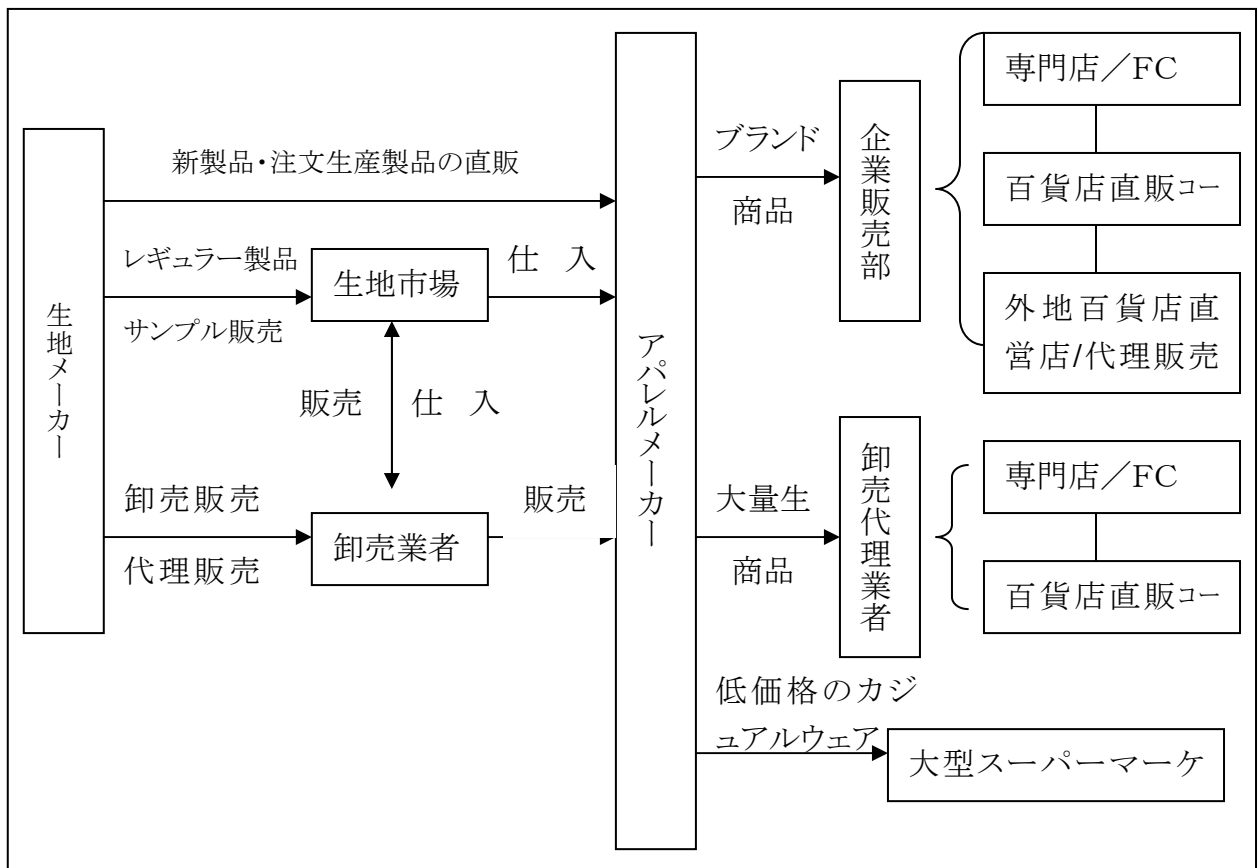 生地メーカー
新製品・注文生産製品の直販
レギュラー製品
サンプル販売
生地市場
仕 入
販売
仕 入
卸売販売
代理販売
卸売業者
販売
アパレルメーカー
ブランド
商品
企業販売部
専門店／FC
百貨店直販コー
外地百貨店直
営店/代理販売
大量生
商品
卸売代理業者
専門店／FC
百貨店直販コー
低価格のカジ
ュアルウェア
大型スーパーマーケ